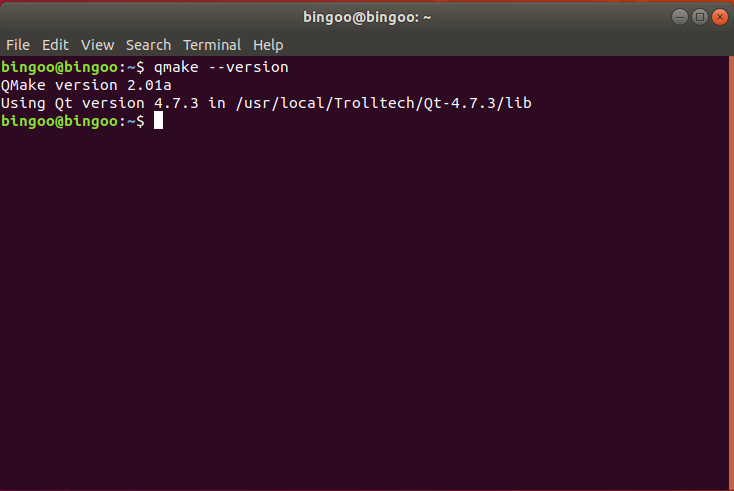 bingoo@bingoo: ~
File Edit View Search Terminal Help
bingoo@bingoo:~$ qmake --version
QMake version 2.01a
Using Qt version 4.7.3 in /usr/local/Trolltech/Qt-4.7.3/lib
bingoo@bingoo:~$